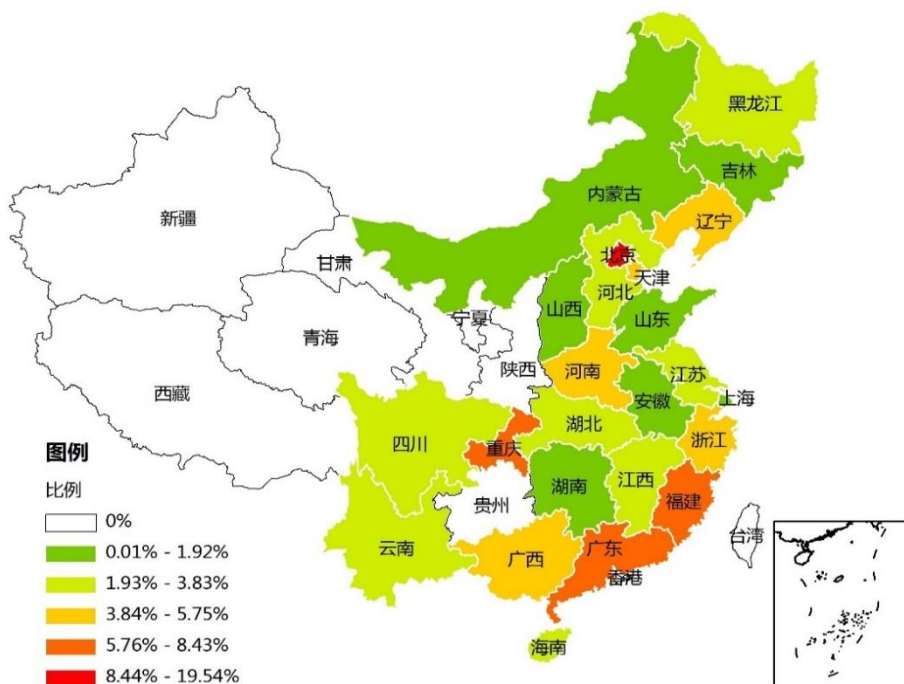 黑龙江
吉林
内蒙古
辽宁
新疆
北京
甘肃
天津
河北
宁夏
山西
山东
青海
陕西
河南
江苏
西藏
安徽
上海
湖北
四川
重庆
浙江
湖南
江西
贵州
福建
云南
广西
广东
台湾
香港
海南
图例
比例
0%
0.01% - 1.92%
1.93% - 3.83%
3.84% - 5.75%
5.76% - 8.43%
8.44% - 19.54%